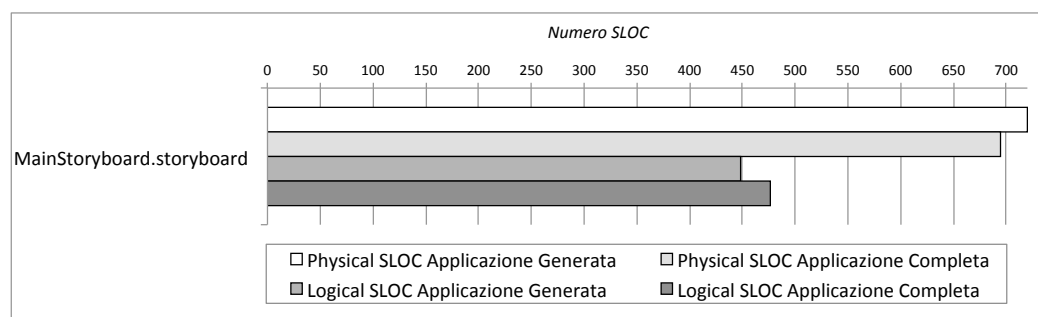 Numero SLOC
0 50 100 150 200 250 300 350 400 450 500 550 600 650 700
MainStoryboard.storyboard
Physical SLOC Applicazione Generata Physical SLOC Applicazione Completa
Logical SLOC Applicazione Generata Logical SLOC Applicazione Completa